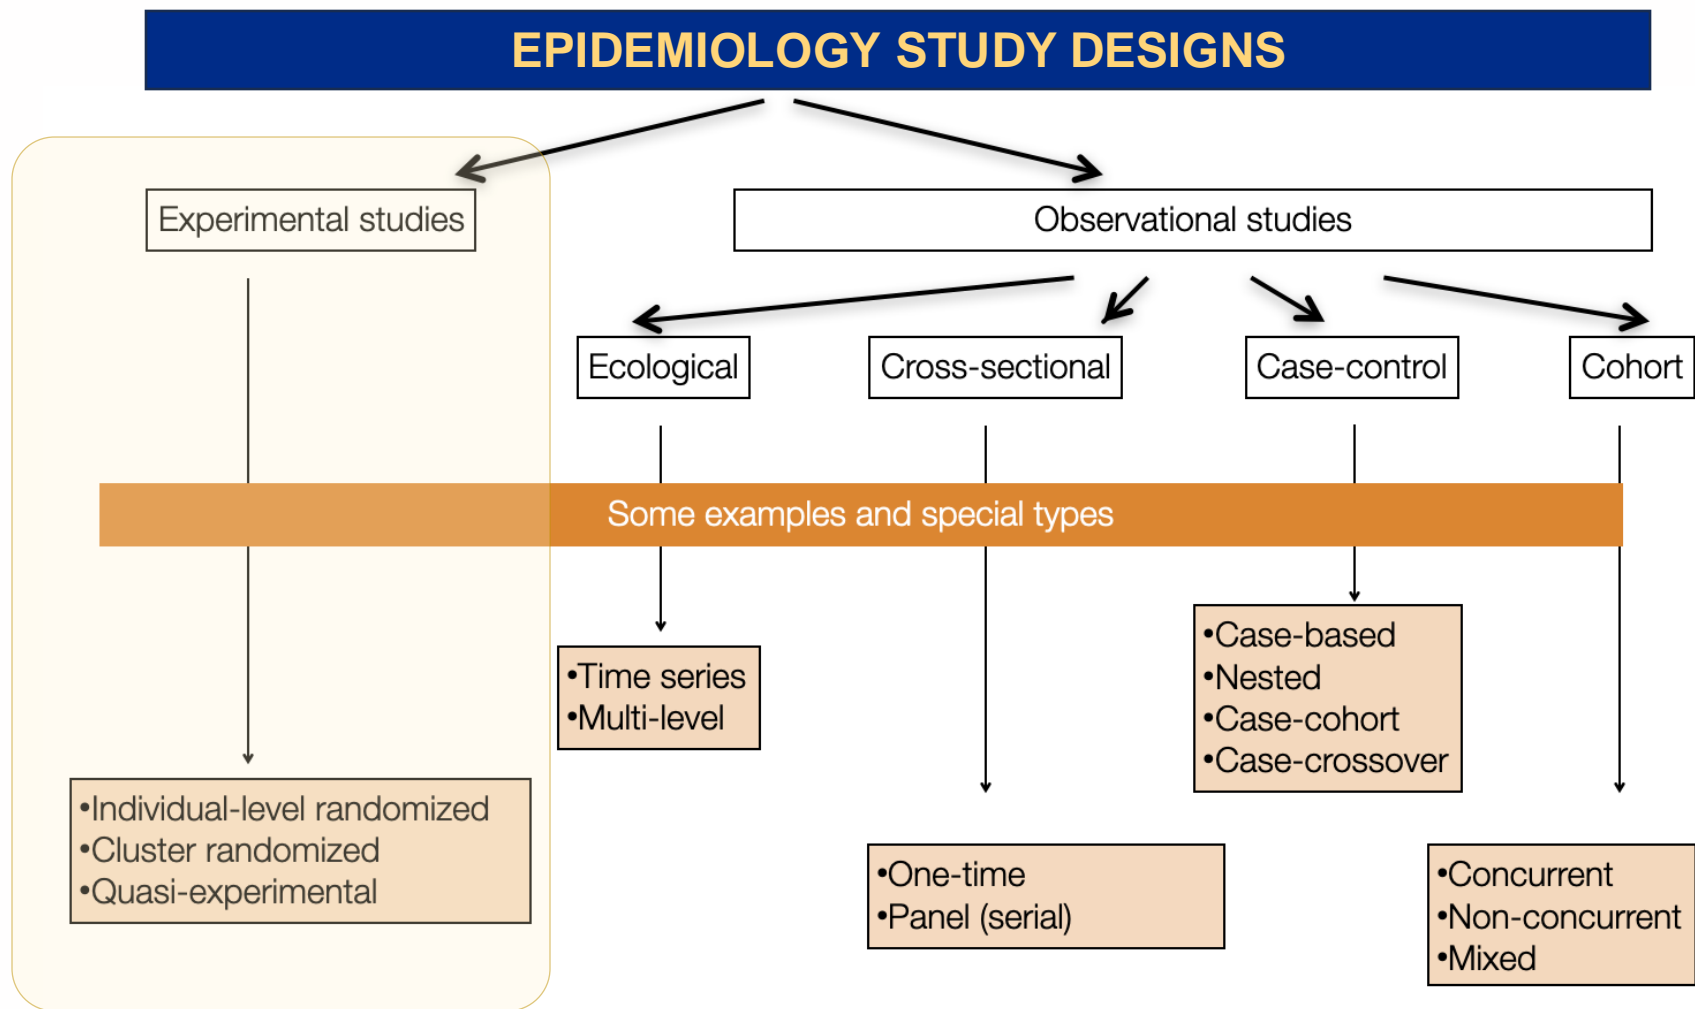 EPIDEMIOLOGY STUDY DESIGNS
Experimental studies
Observational studies
Ecological
Cross-sectional
Case-control
Cohort
Some examples and special types
•Individual-level randomized
•Cluster randomized
•Quasi-experimental
•Time series
•Multi-level
•One-time
•Panel (serial)
•Case-based
•Nested
•Case-cohort
•Case-crossover
•Concurrent
•Non-concurrent
•Mixed